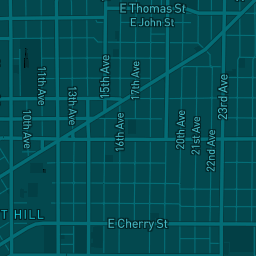 E Thomas St
E John St
11th Ave
10th Ave
13th Ave
15th Ave
16th Ave
17th Ave
20th Ave
21st Ave
22nd Ave
23rd Ave
T HILL
E Cherry St